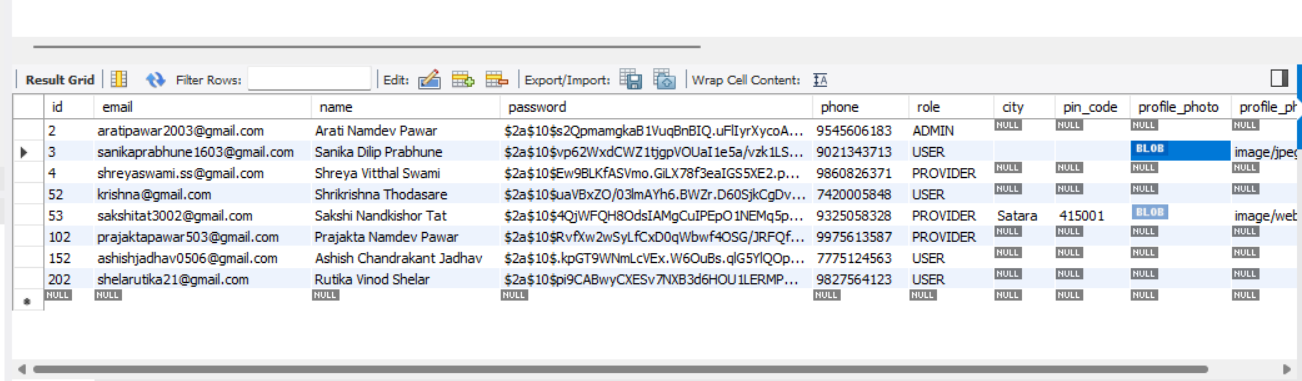 Result Grid Filter Rows: Edit: Export/Import: Wrap Cell Content: IA
id email name password phone role city pin_code profile_photo profile_ph
2 aratipawar2003@gmail.com Arati Namdev Pawar $2a$10$s2QpmamgkaB1VuqBnBIQ.uFlIyrXycoA... 9545606183 ADMIN NULL NULL NULL NULL
3 sanikaprabhune1603@gmail.com Sanika Dilip Prabhune $2a$10$vp62WxdCWZ1tjgpVOUaI1e5a/vzk1LS... 9021343713 USER BLOB image/jpeg
4 shreyaswami.ss@gmail.com Shreya Vitthal Swami $2a$10$Ew9BLKfASVmo.GiLX78f3eaIGS5XE2.p... 9860826371 PROVIDER NULL NULL NULL NULL
52 krishna@gmail.com Shrikrishna Thodasare $2a$10$uaVBxZO/03lmAYh6.BWZr.D60SjkCgDv... 7420005848 USER NULL NULL NULL NULL
53 sakshitat3002@gmail.com Sakshi Nandkishor Tat $2a$10$4QjWFQH8OdsIAMgCuIPEpO1NEMq5p... 9325058328 PROVIDER Satara 415001 BLOB image/web
102 prajaktapawar503@gmail.com Prajakta Namdev Pawar $2a$10$RvfXw2wSyLfCxD0qWbwf4OSG/JRFQf... 9975613587 PROVIDER NULL NULL NULL NULL
152 ashishjadhav0506@gmail.com Ashish Chandrakant Jadhav $2a$10$.kpGT9WNmLcVEx.W6OuBs.qlG5YlQOp... 7775124563 USER NULL NULL NULL NULL
202 shelarutika21@gmail.com Rutika Vinod Shelar $2a$10$pi9CABwyCXESv7NXB3d6HOU1LERMP... 9827564123 USER NULL NULL NULL NULL
NULL NULL NULL NULL NULL NULL NULL NULL NULL NULL